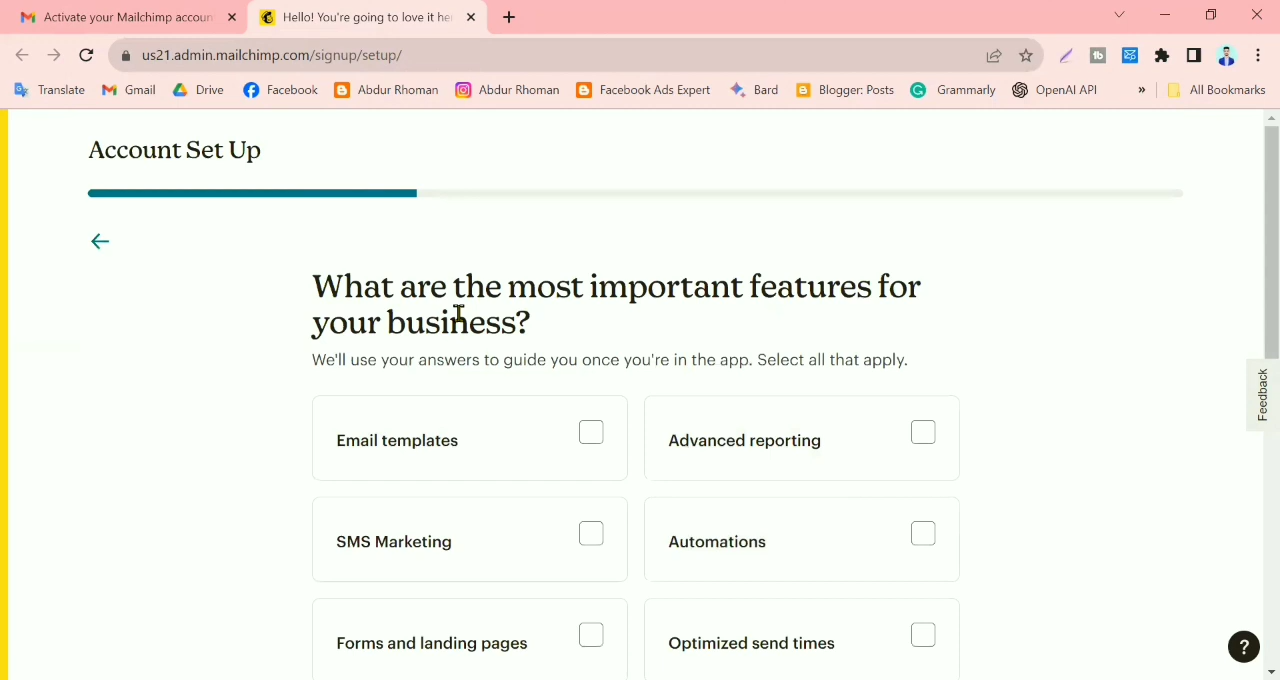 Activate your Mailchimp accoun
Hello! You're going to love it he
us21.admin.mailchimp.com/signup/setup/
Translate
Gmail
Drive
Facebook
Abdur Rhoman
Abdur Rhoman
Facebook Ads Expert
Bard
Blogger: Posts
Grammarly
OpenAI API
»
All Bookmarks
Account Set Up
What are the most important features for
your business?
We'll use your answers to guide you once you're in the app. Select all that apply.
Email templates
Advanced reporting
SMS Marketing
Automations
Forms and landing pages
Optimized send times
Feedback
?